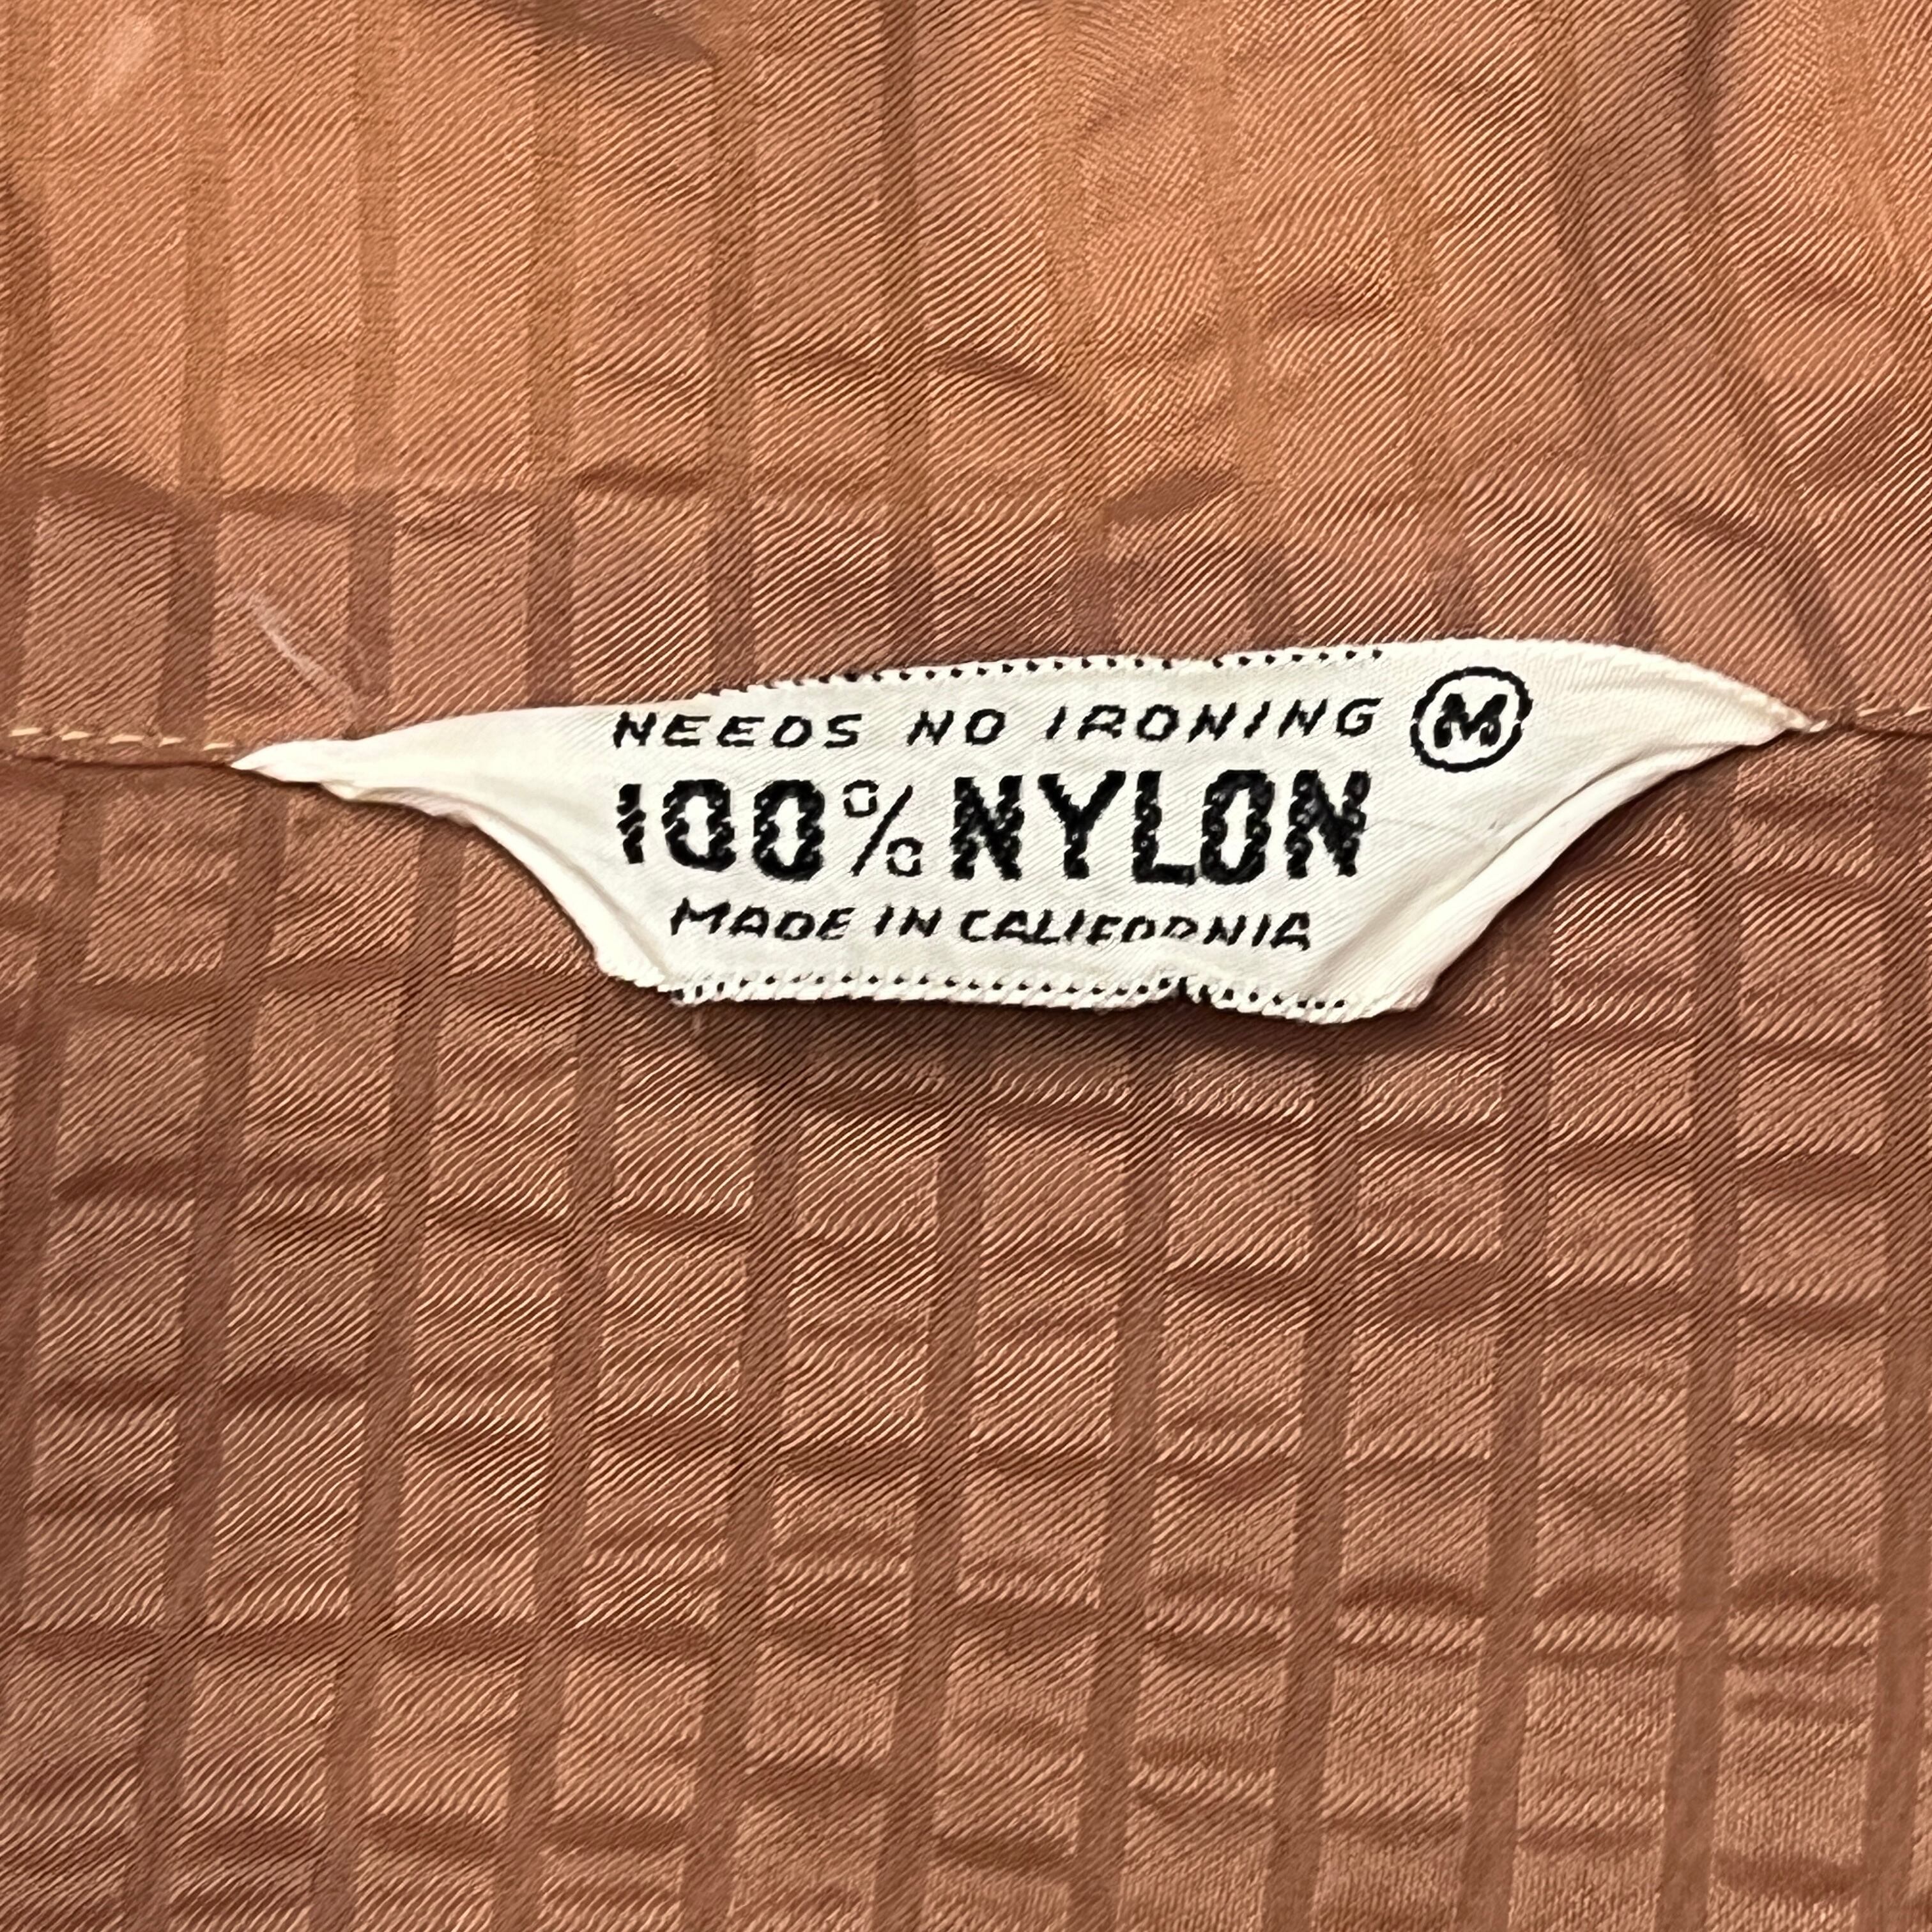 NEEDS NO IRONING Ⓜ
100% NYLON
MADE IN CALIFORNIA